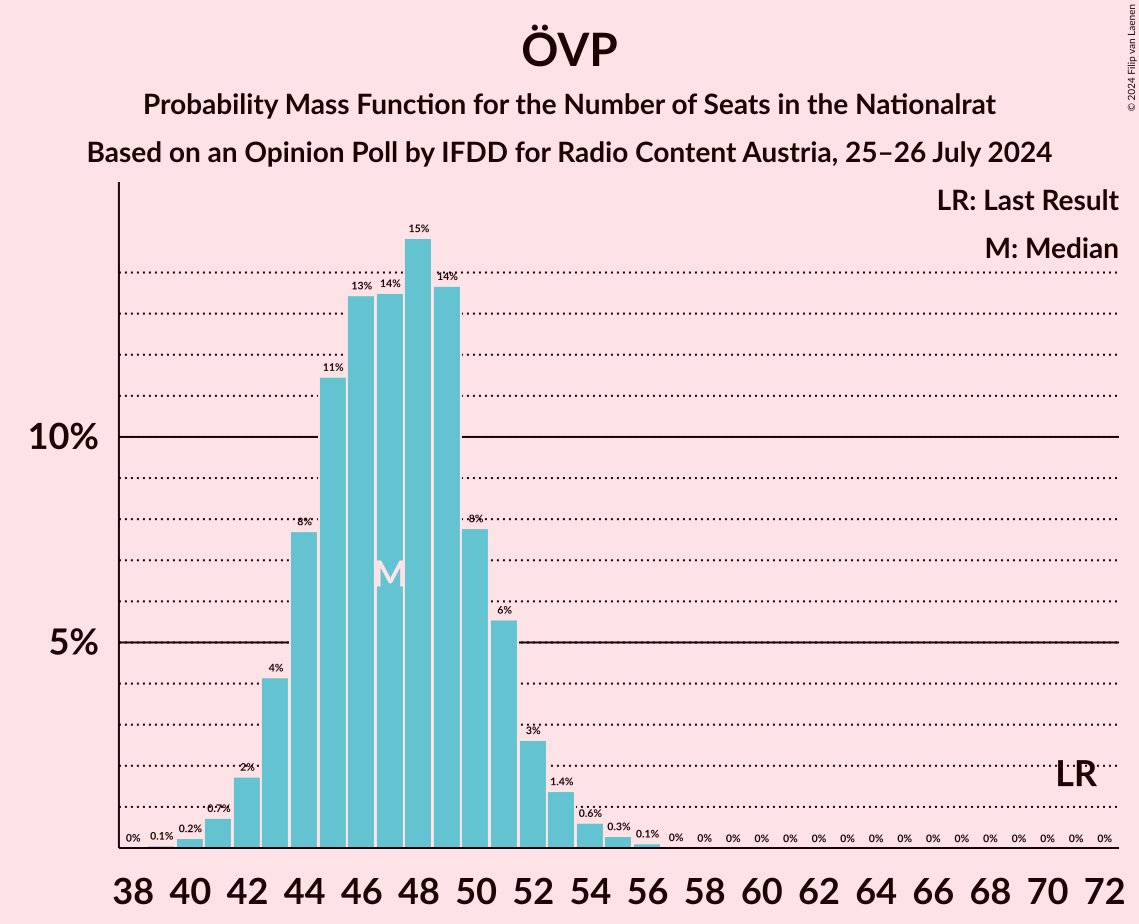 ÖVP
Probability Mass Function for the Number of Seats in the Nationalrat
Based on an Opinion Poll by IFDD for Radio Content Austria, 25–26 July 2024
© 2024 Filip van Laenen
LR: Last Result
M: Median
10%
5%
0% 0.1% 0.2% 0.7% 2% 4% 8% 11% 13% 14% 15% 14% 8% 6% 3% 1.4% 0.6% 0.3% 0.1% 0% 0% 0% 0% 0% 0% 0% 0% 0% 0% 0% 0% 0% 0% 0% 0%
M
LR
38 40 42 44 46 48 50 52 54 56 58 60 62 64 66 68 70 72